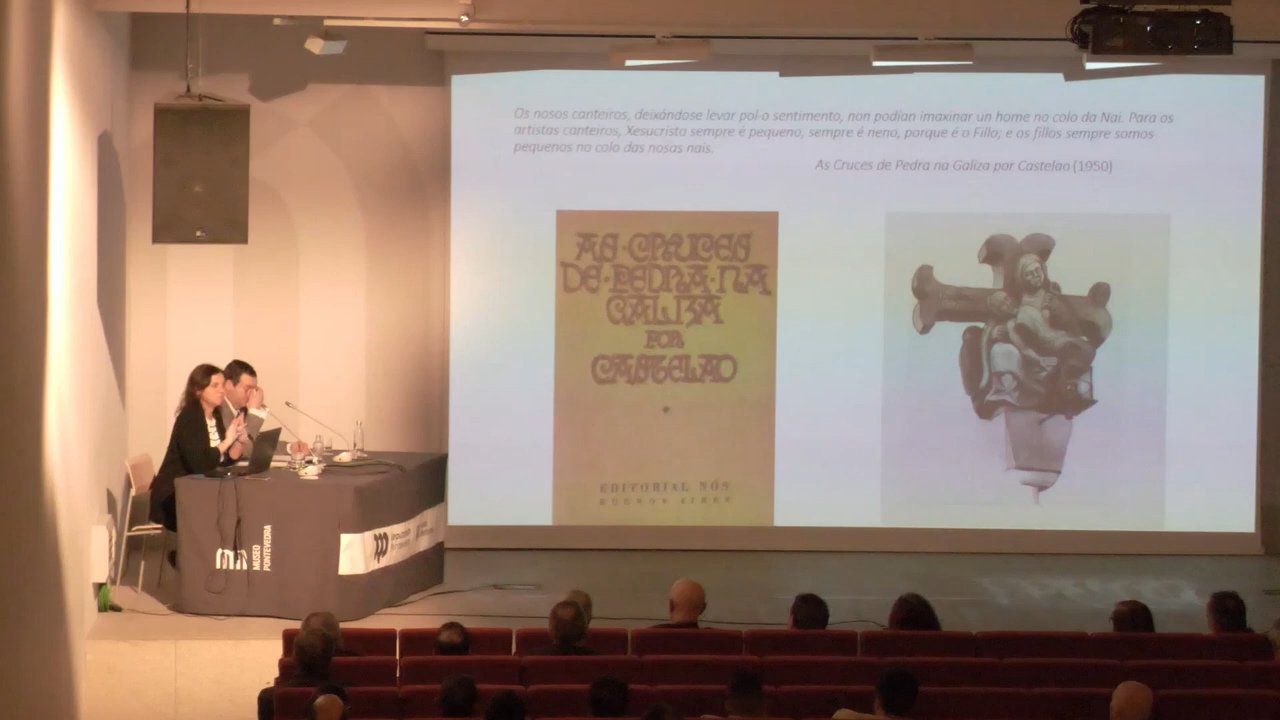 Os nosos canteiros, deixándose levar pol-o sentimento, non podían imaxinar un home no colo da Nai. Para os
artistas canteiros, Xesucristo sempre é pequeno, sempre é neno, porque é o Fillo; e os fillos sempre somos
pequenos no colo das nosas nais.
As Cruces de Pedra na Galiza por Castelao (1950)
AS·CRUCES
DE·PEDRA·NA
GALIZA
POR
CASTELAO
EDITORIAL NÓS
BUENOS AIRES
MUSEO
PONTEVEDRA